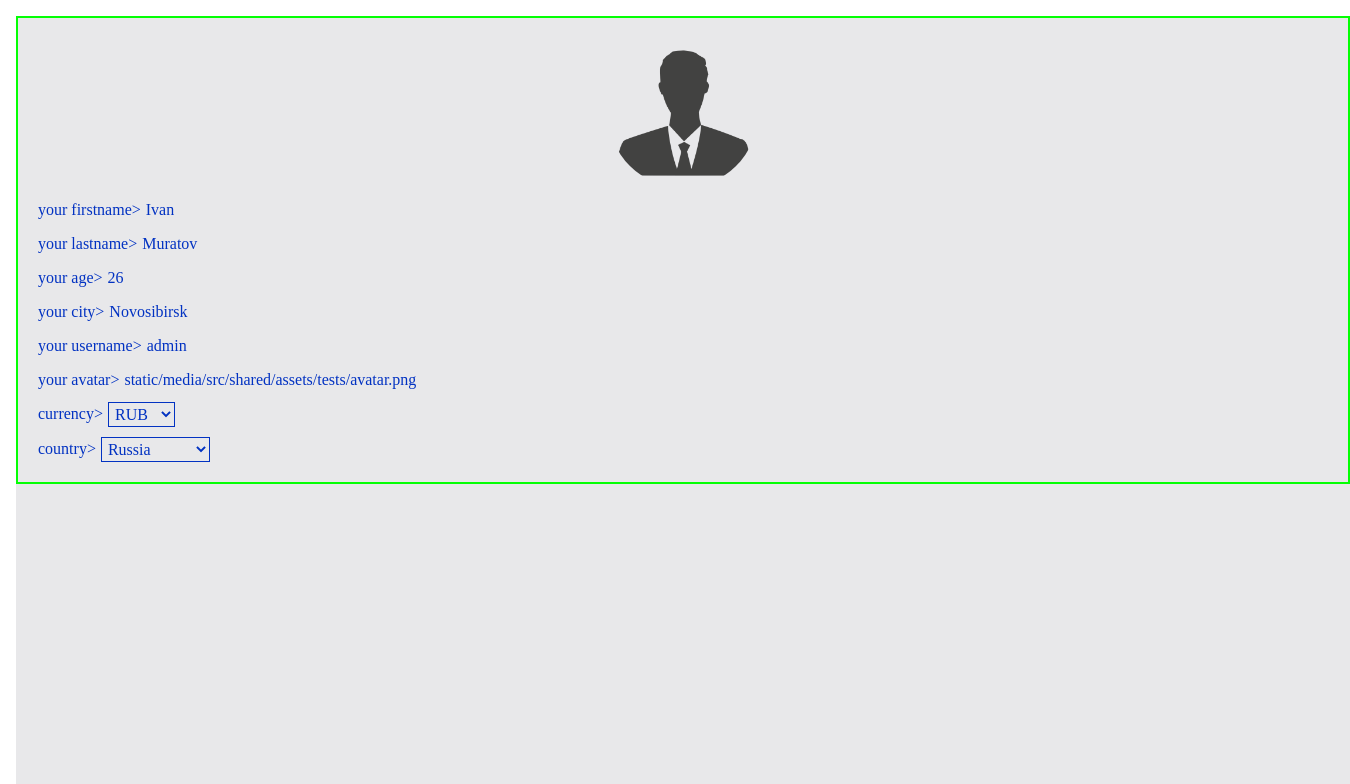 your firstname> Ivan
your lastname> Muratov
your age> 26
your city> Novosibirsk
your username> admin
your avatar> static/media/src/shared/assets/tests/avatar.png
currency> RUB
country> Russia